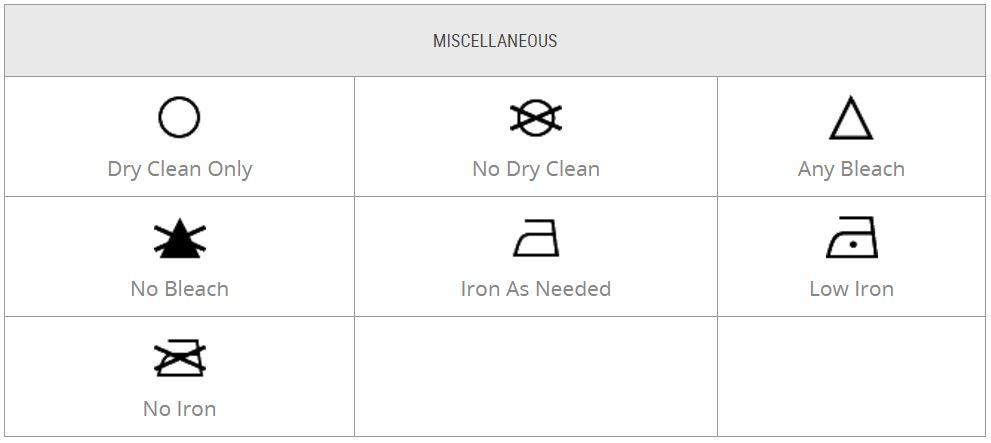 MISCELLANEOUS
Dry Clean Only
No Dry Clean
Any Bleach
No Bleach
Iron As Needed
Low Iron
No Iron